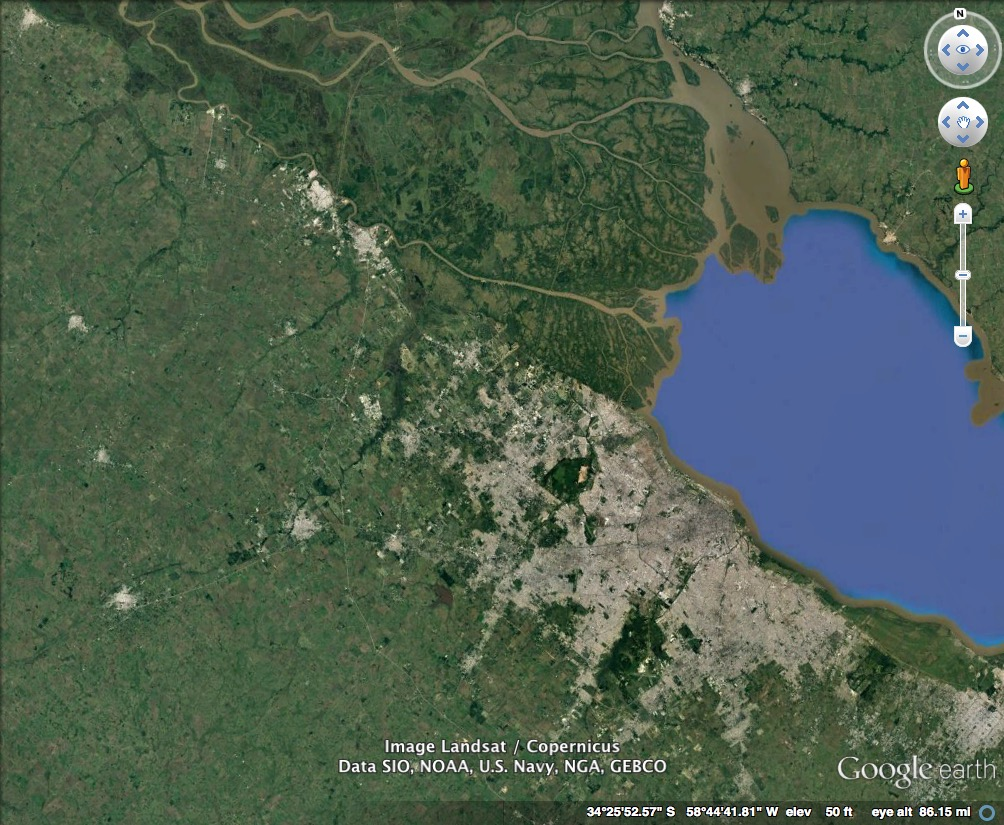 N
Image Landsat / Copernicus
Data SIO, NOAA, U.S. Navy, NGA, GEBCO
Google earth
34°25'52.57" S 58°44'41.81" W elev 50 ft eye alt 86.15 mi